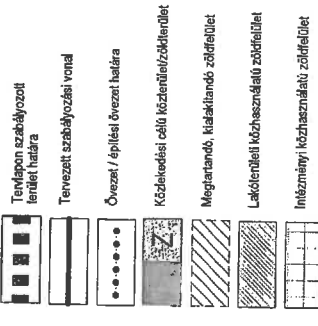 Tervlapon szabályozott
terület határa
Tervezett szabályozási vonal
Övezet / építési övezet határa
Közlekedési célú közterület/zöldterület
Z
Megtartandó, kialakítandó zöldfelület
Lakóterületi közhasználatú zöldfelület
Intézményi közhasználatú zöldfelület